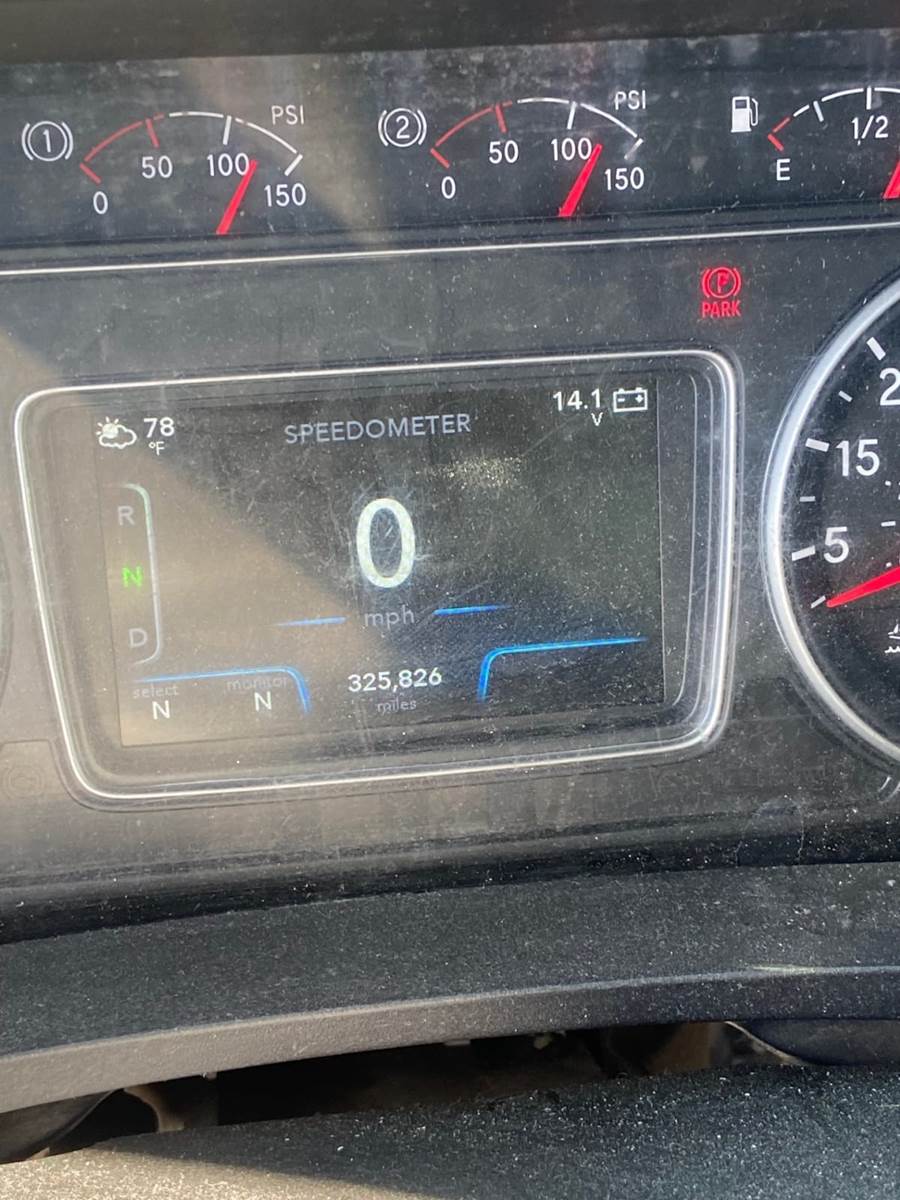 PSI
1
50
100
0
150
PSI
2
50
100
0
150
1/2
E
P
PARK
78
°F
SPEEDOMETER
14.1
V
R
N
D
0
mph
select
N
monitor
N
325,826
miles
2
15
5